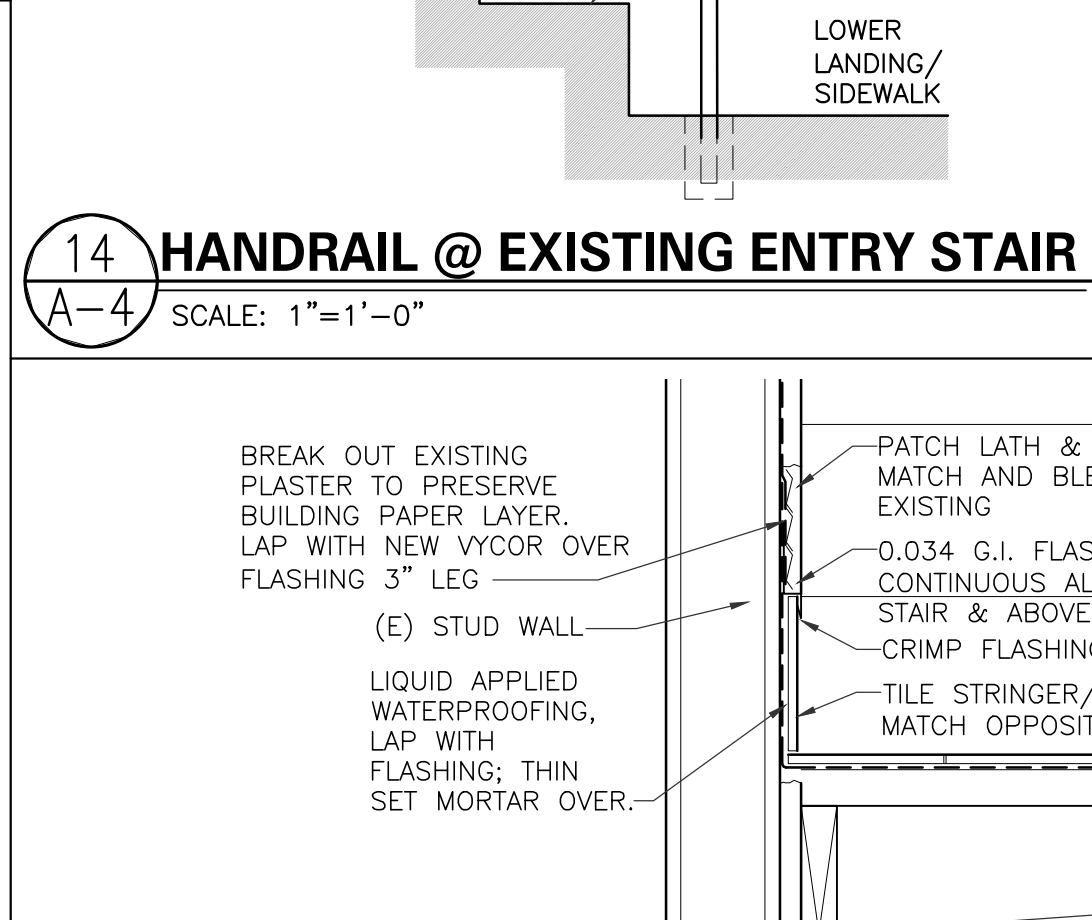 LOWER
LANDING/
SIDEWALK
14
A-4
HANDRAIL @ EXISTING ENTRY STAIR
SCALE: 1"=1'-0"
BREAK OUT EXISTING
PLASTER TO PRESERVE
BUILDING PAPER LAYER.
LAP WITH NEW VYCOR OVER
FLASHING 3" LEG
(E) STUD WALL
LIQUID APPLIED
WATERPROOFING,
LAP WITH
FLASHING; THIN
SET MORTAR OVER.
PATCH LATH &
MATCH AND
EXISTING
0.034 G.I.
CONTINUOUS
STAIR & ABOVE
CRIMP
TILE STRINGER/
MATCH